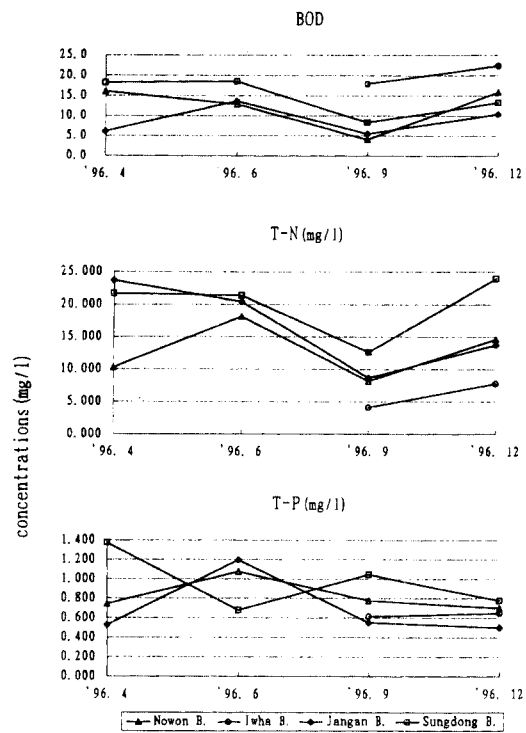 BOD
25.0
20.0
15.0
10.0
5.0
0.0
'96. 4 '96. 6 '96. 9 '96. 12
T-N(mg/l)
25.000
20.000
15.000
10.000
5.000
0.000
'96. 4 '96. 6 '96. 9 '96. 12
concentrations(mg/l)
T-P(mg/l)
1.400
1.200
1.000
0.800
0.600
0.400
0.200
0.000
'96. 4 '96. 6 '96. 9 '96. 12
Nowon B. Iwha B. Jangan B. Sungdong B.